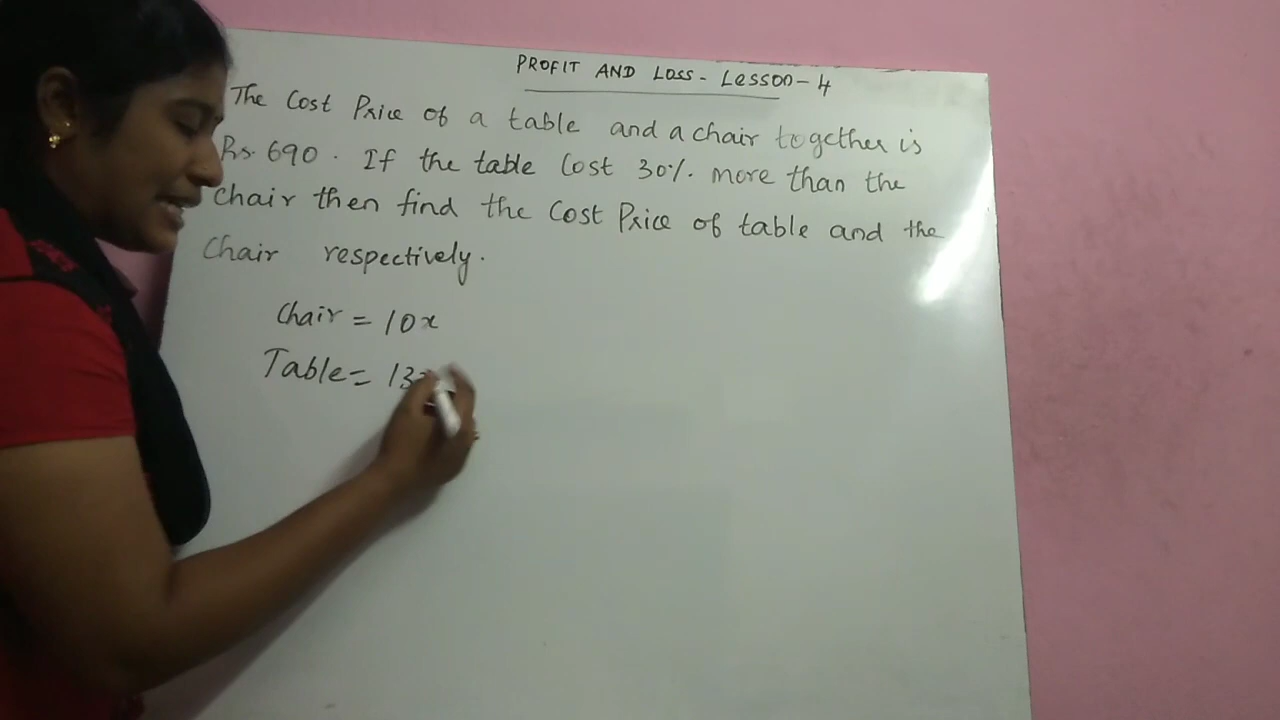 PROFIT AND LOSS - LESSON - 4
The Cost Price of a table and a chair together is
Rs. 690. If the table Cost 30%. more than the
Chair then find the Cost Price of table and the
Chair respectively.
Chair = 10x
Table = 13